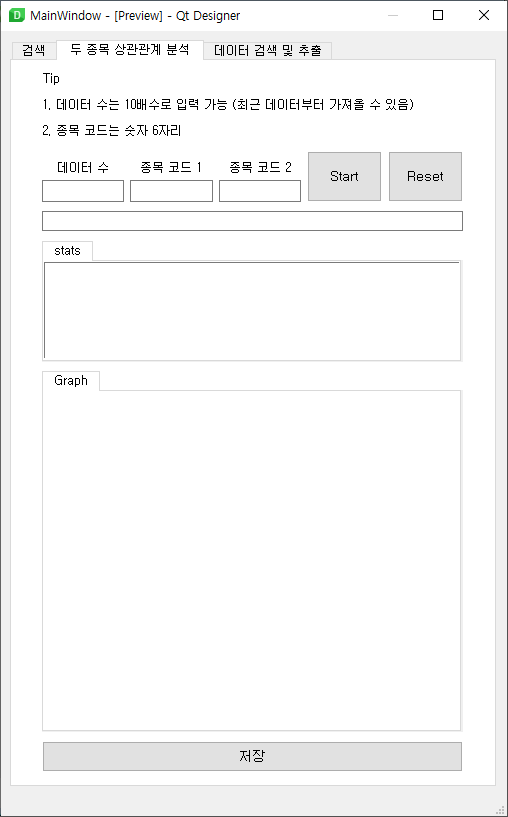 MainWindow - [Preview] - Qt Designer
검색 두 종목 상관관계 분석 데이터 검색 및 추출
Tip
1. 데이터 수는 10배수로 입력 가능 (최근 데이터부터 가져올 수 있음)
2. 종목 코드는 숫자 6자리
데이터 수 종목 코드 1 종목 코드 2 Start Reset
stats
Graph
저장